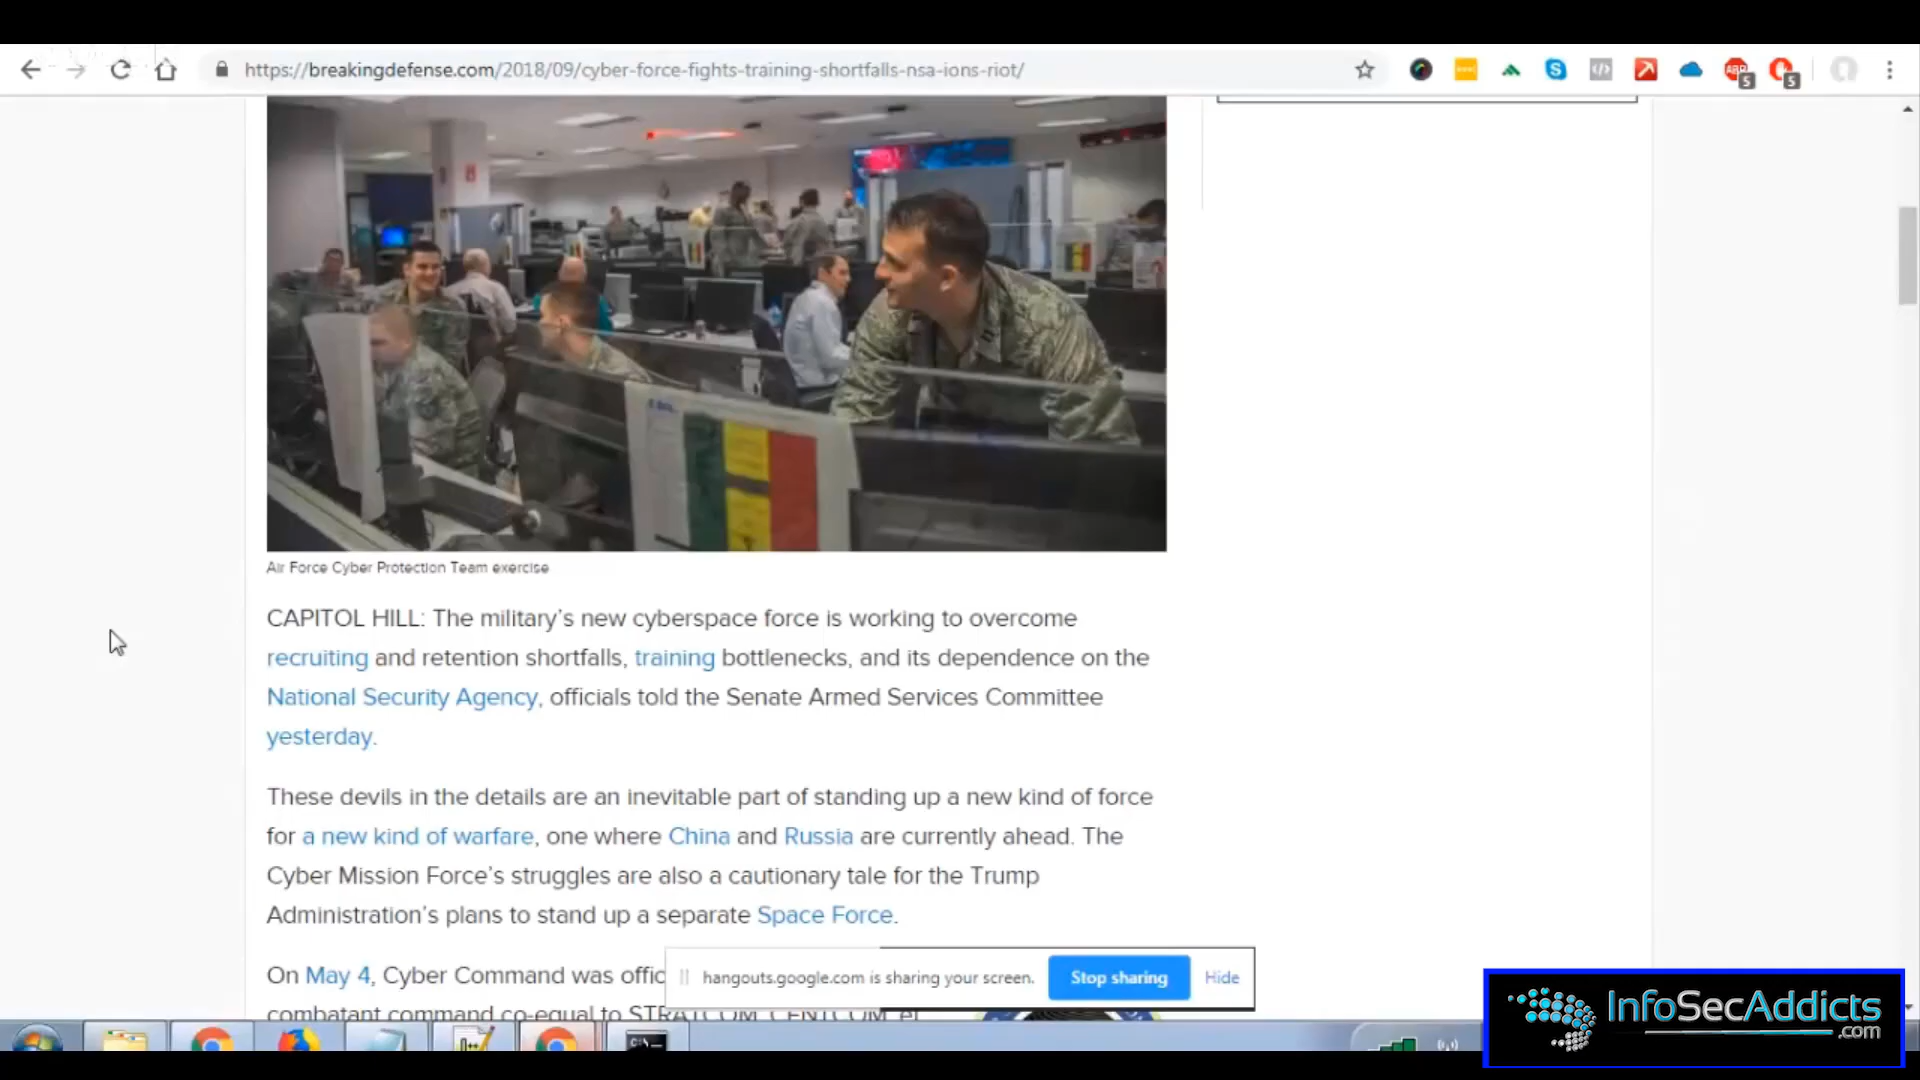 https://breakingdefense.com/2018/09/cyber-force-fights-training-shortfalls-nsa-ions-riot/
ABP
5
5
Air Force Cyber Protection Team exercise
CAPITOL HILL: The military’s new cyberspace force is working to overcome
recruiting and retention shortfalls, training bottlenecks, and its dependence on the
National Security Agency, officials told the Senate Armed Services Committee
yesterday.
These devils in the details are an inevitable part of standing up a new kind of force
for a new kind of warfare, one where China and Russia are currently ahead. The
Cyber Mission Force’s struggles are also a cautionary tale for the Trump
Administration’s plans to stand up a separate Space Force.
On May 4, Cyber Command was offic
hangouts.google.com is sharing your screen. Stop sharing Hide
combatant command co-equal to STRATCOM, CENTCOM, et
InfoSecAddicts
.com